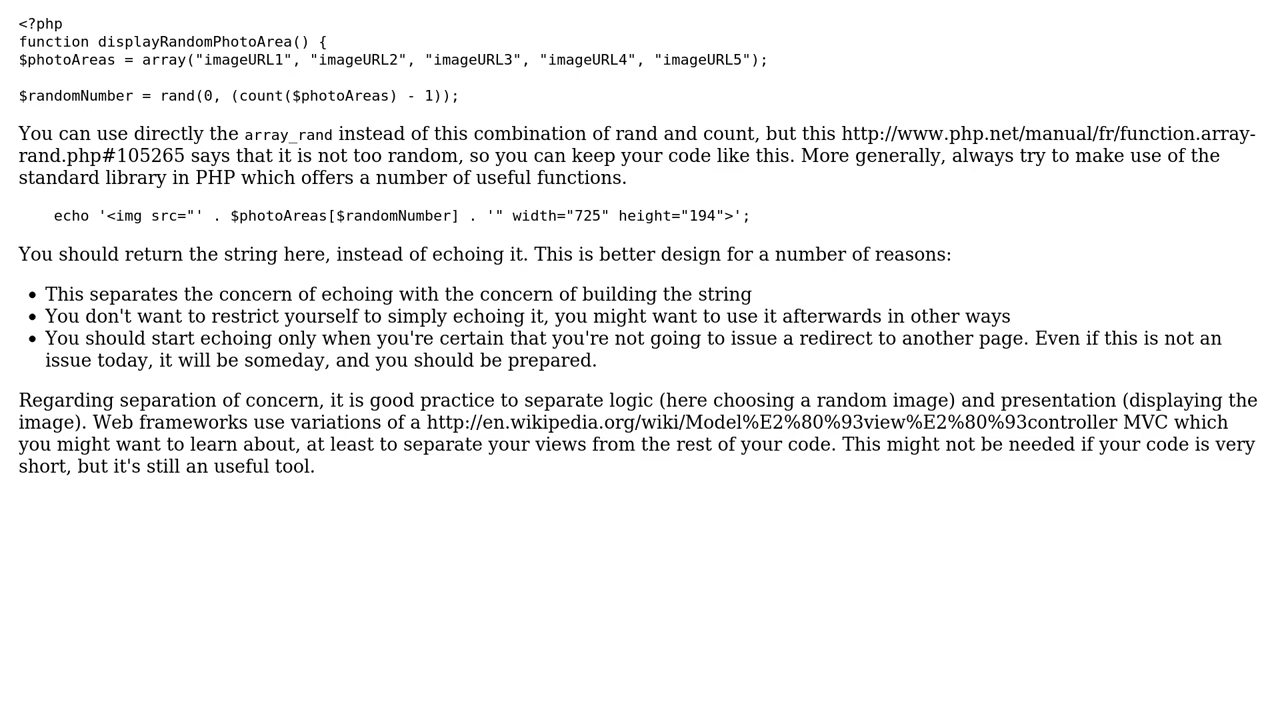 <?php
function displayRandomPhotoArea() {
$photoAreas = array("imageURL1", "imageURL2", "imageURL3", "imageURL4", "imageURL5");
$randomNumber = rand(0, (count($photoAreas) - 1));
You can use directly the array_rand instead of this combination of rand and count, but this http://www.php.net/manual/fr/function.array-
rand.php#105265 says that it is not too random, so you can keep your code like this. More generally, always try to make use of the
standard library in PHP which offers a number of useful functions.
echo '<img src="' . $photoAreas[$randomNumber] . '" width="725" height="194">';
You should return the string here, instead of echoing it. This is better design for a number of reasons:
• This separates the concern of echoing with the concern of building the string
• You don't want to restrict yourself to simply echoing it, you might want to use it afterwards in other ways
• You should start echoing only when you're certain that you're not going to issue a redirect to another page. Even if this is not an
issue today, it will be someday, and you should be prepared.
Regarding separation of concern, it is good practice to separate logic (here choosing a random image) and presentation (displaying the
image). Web frameworks use variations of a http://en.wikipedia.org/wiki/Model%E2%80%93view%E2%80%93controller MVC which
you might want to learn about, at least to separate your views from the rest of your code. This might not be needed if your code is very
short, but it's still an useful tool.